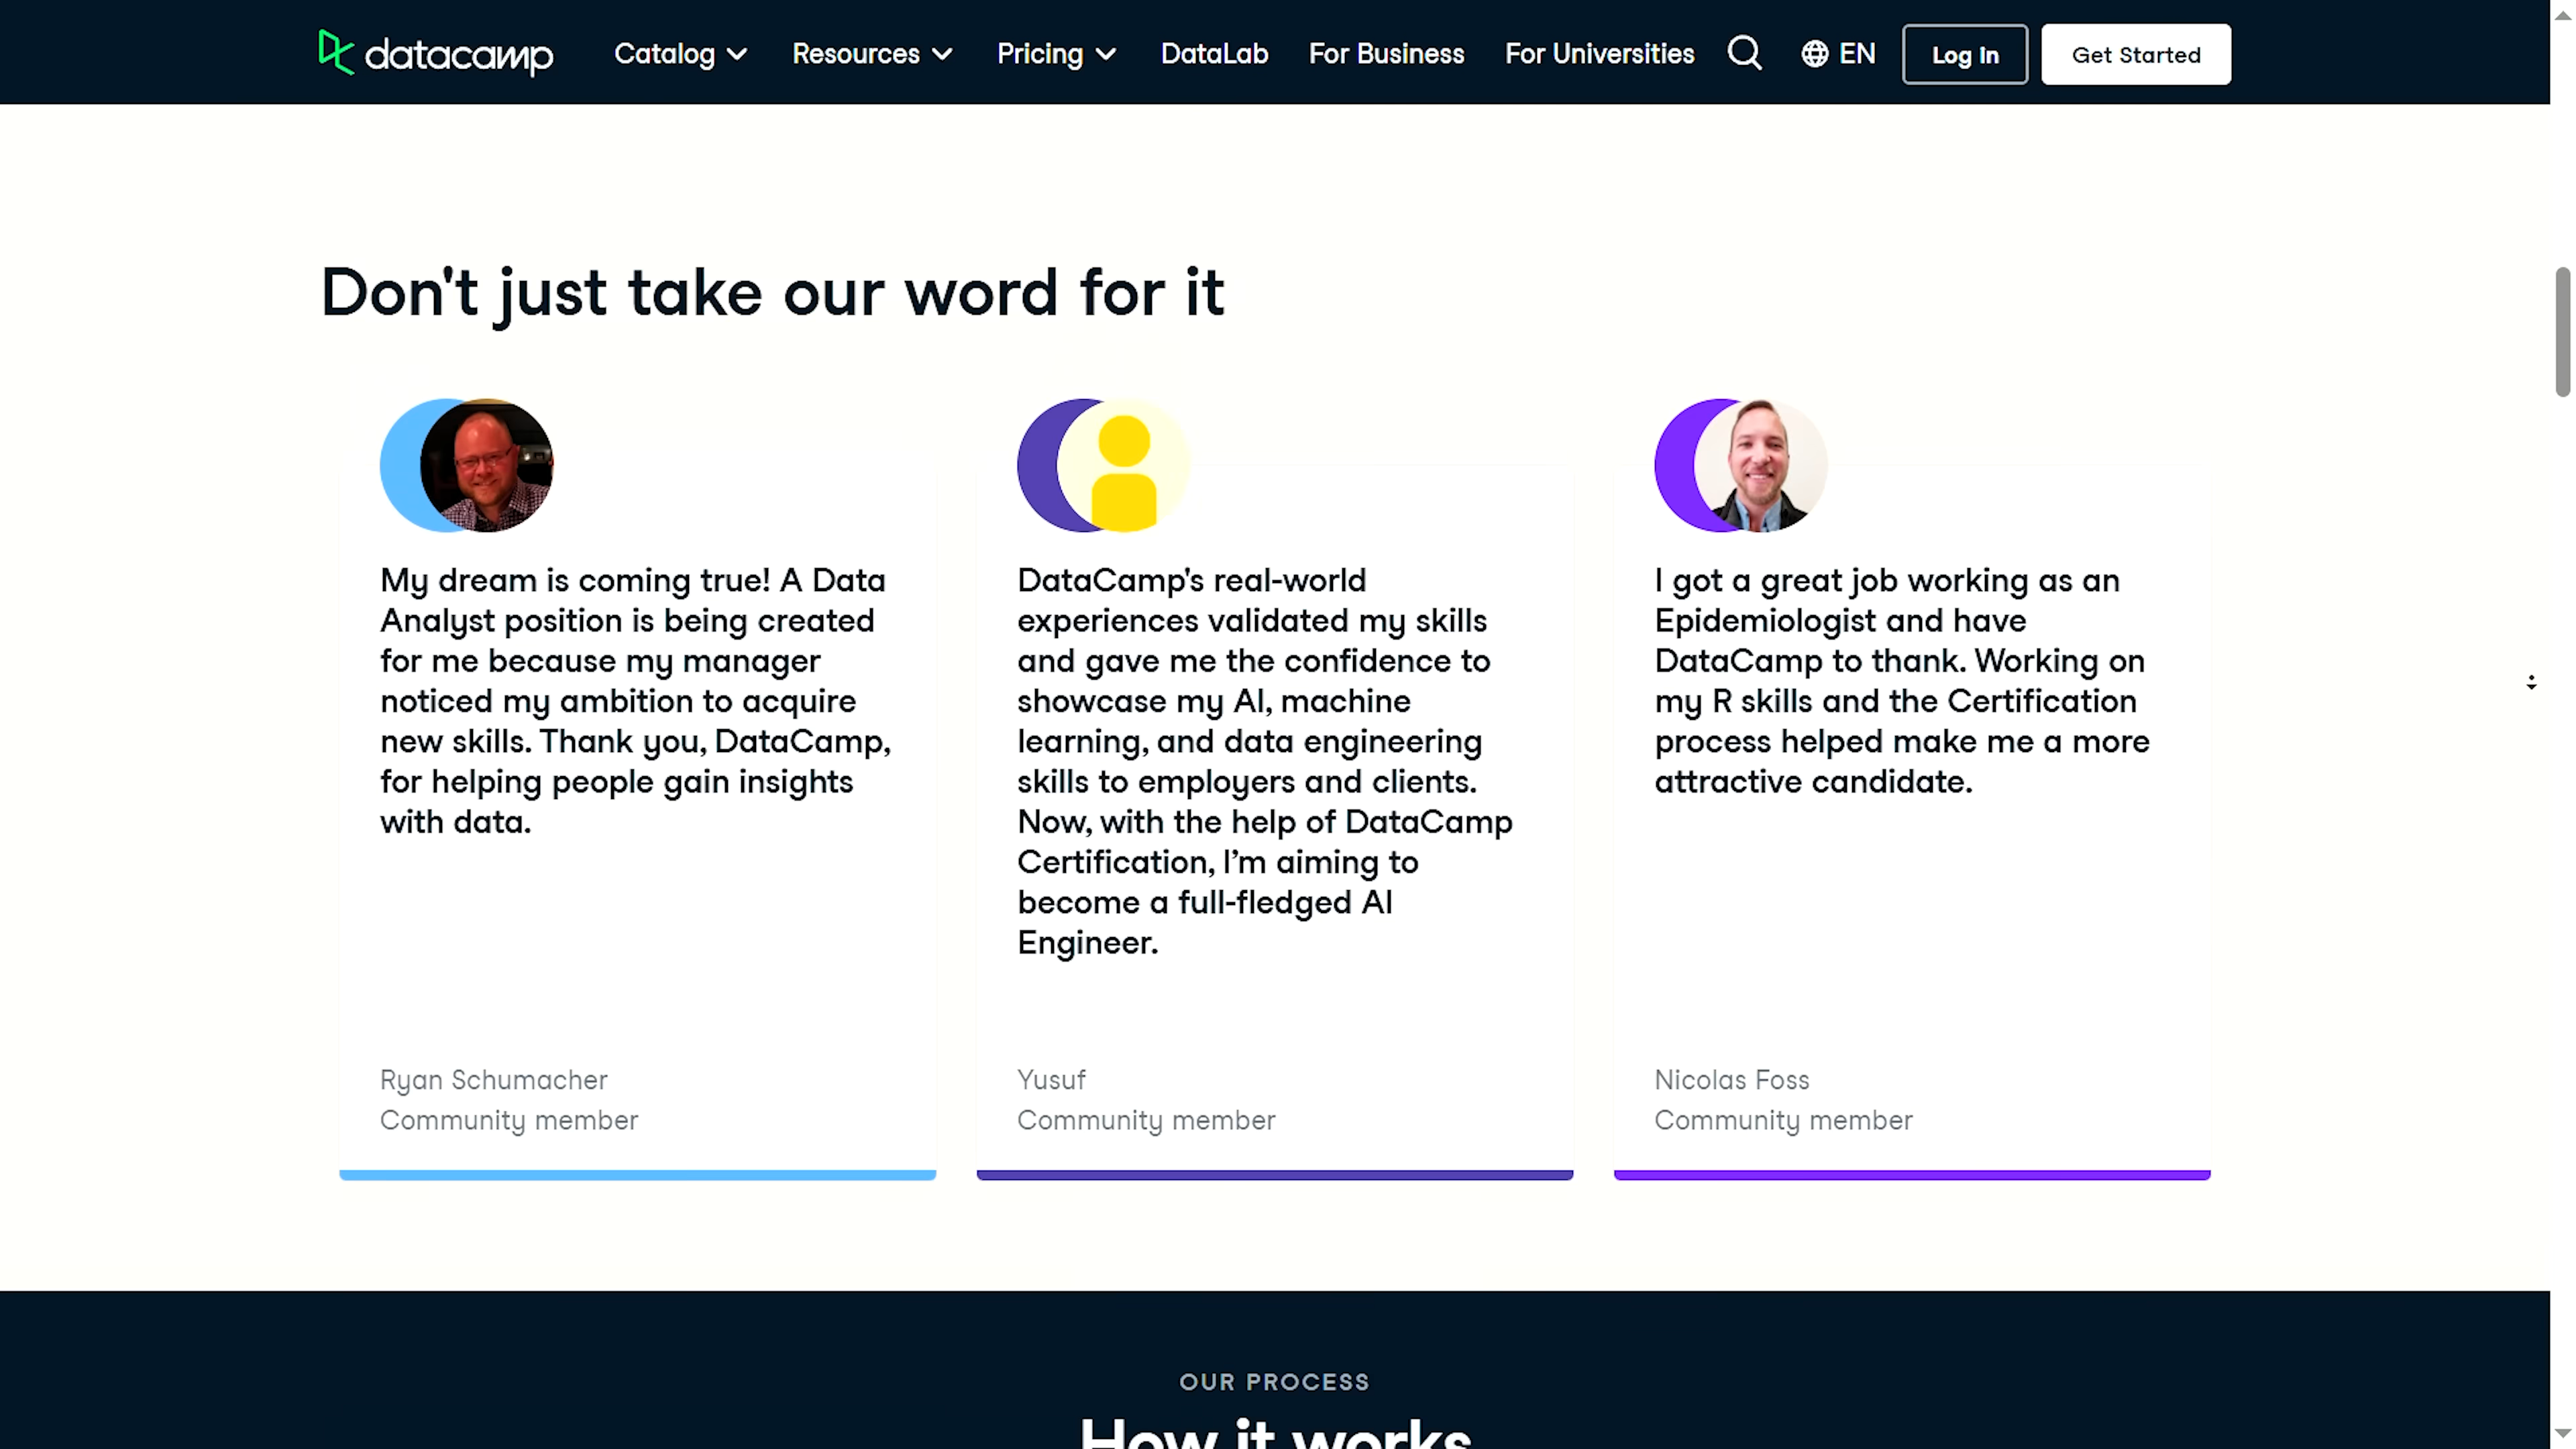 datacamp
Catalog
Resources
Pricing
DataLab
For Business
For Universities
EN
Log in
Get Started
Don't just take our word for it
My dream is coming true! A Data
Analyst position is being created
for me because my manager
noticed my ambition to acquire
new skills. Thank you, DataCamp,
for helping people gain insights
with data.
Ryan Schumacher
Community member
DataCamp's real-world
experiences validated my skills
and gave me the confidence to
showcase my AI, machine
learning, and data engineering
skills to employers and clients.
Now, with the help of DataCamp
Certification, I’m aiming to
become a full-fledged AI
Engineer.
Yusuf
Community member
I got a great job working as an
Epidemiologist and have
DataCamp to thank. Working on
my R skills and the Certification
process helped make me a more
attractive candidate.
Nicolas Foss
Community member
OUR PROCESS
How it works